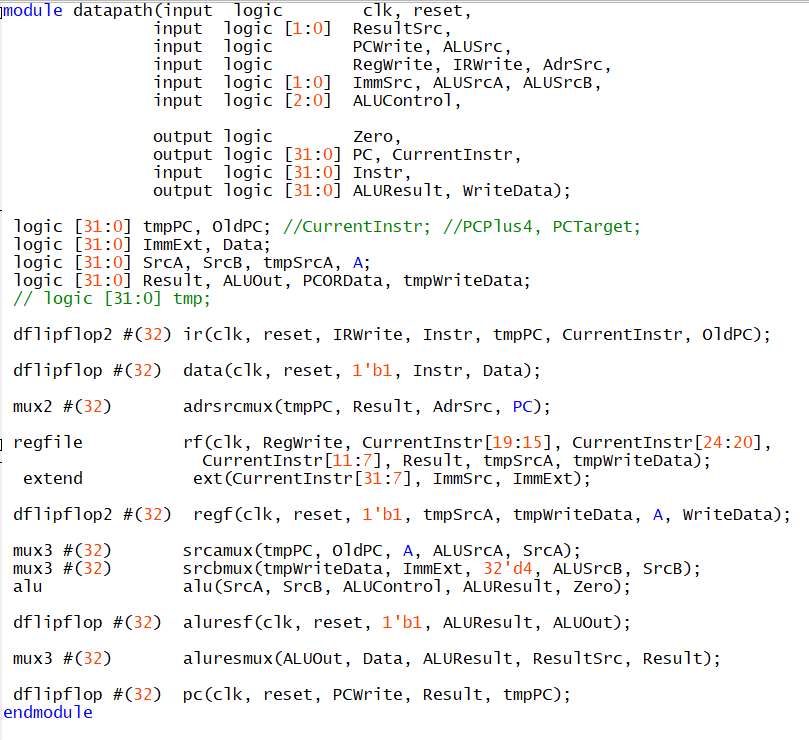 module datapath(input  logic        clk, reset,
                input  logic [1:0]  ResultSrc,
                input  logic        PCWrite, ALUSrc,
                input  logic        RegWrite, IRWrite, AdrSrc,
                input  logic [1:0]  ImmSrc, ALUSrcA, ALUSrcB,
                input  logic [2:0]  ALUControl,

                output logic        Zero,
                output logic [31:0] PC, CurrentInstr,
                input  logic [31:0] Instr,
                output logic [31:0] ALUResult, WriteData);

 logic [31:0] tmpPC, OldPC; //CurrentInstr; //PCPlus4, PCTarget;
 logic [31:0] ImmExt, Data;
 logic [31:0] SrcA, SrcB, tmpSrcA, A;
 logic [31:0] Result, ALUOut, PCORData, tmpWriteData;
 // logic [31:0] tmp;

 dflipflop2 #(32) ir(clk, reset, IRWrite, Instr, tmpPC, CurrentInstr, OldPC);

 dflipflop #(32)  data(clk, reset, 1'b1, Instr, Data);

 mux2 #(32)       adrsrcmux(tmpPC, Result, AdrSrc, PC);

 regfile          rf(clk, RegWrite, CurrentInstr[19:15], CurrentInstr[24:20],
                    CurrentInstr[11:7], Result, tmpSrcA, tmpWriteData);
  extend           ext(CurrentInstr[31:7], ImmSrc, ImmExt);

 dflipflop2 #(32)  regf(clk, reset, 1'b1, tmpSrcA, tmpWriteData, A, WriteData);

 mux3 #(32)       srcamux(tmpPC, OldPC, A, ALUSrcA, SrcA);
 mux3 #(32)       srcbmux(tmpWriteData, ImmExt, 32'd4, ALUSrcB, SrcB);
 alu              alu(SrcA, SrcB, ALUControl, ALUResult, Zero);

 dflipflop #(32)  aluresf(clk, reset, 1'b1, ALUResult, ALUOut);

 mux3 #(32)       aluresmux(ALUOut, Data, ALUResult, ResultSrc, Result);

 dflipflop #(32)  pc(clk, reset, PCWrite, Result, tmpPC);
endmodule